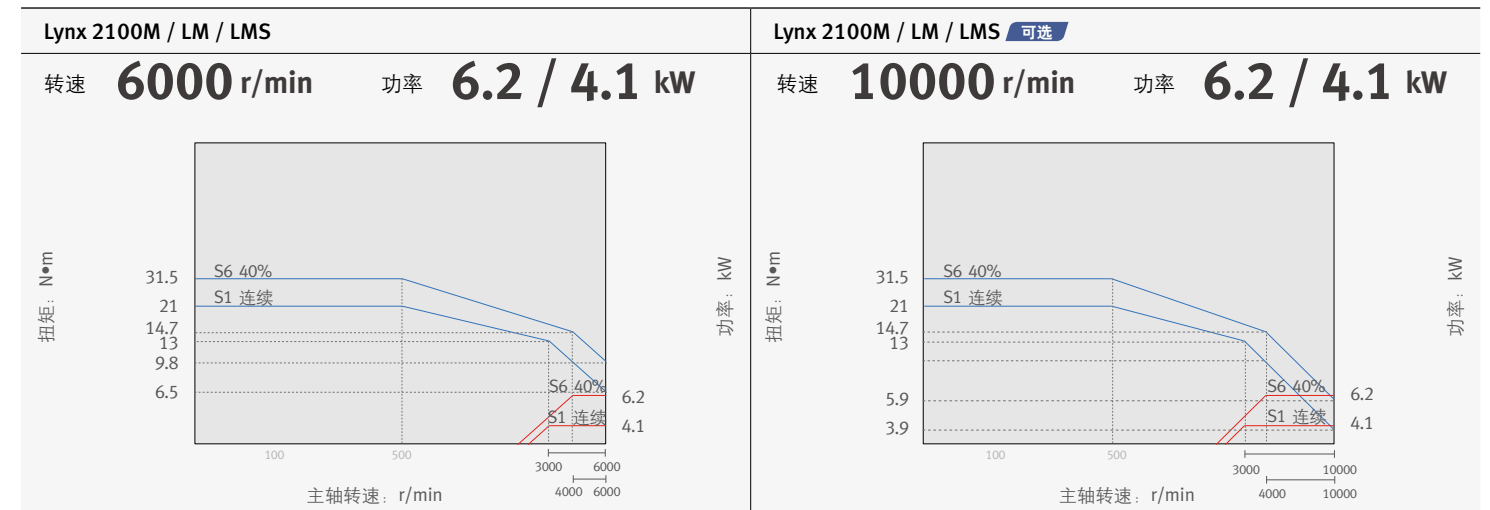 Lynx 2100M / LM / LMS
转速 6000 r/min 功率 6.2 / 4.1 kW
扭矩: N•m
31.5
21
14.7
13
9.8
6.5
S6 40%
S1 连续
S6 40%
S1 连续
6.2
4.1
功率: kW
100 500
3000 6000
4000 6000
主轴转速: r/min
Lynx 2100M / LM / LMS 可选
转速 10000 r/min 功率 6.2 / 4.1 kW
扭矩: N•m
31.5
21
14.7
13
5.9
3.9
S6 40%
S1 连续
S6 40%
S1 连续
6.2
4.1
功率: kW
100 500
3000 10000
4000 10000
主轴转速: r/min